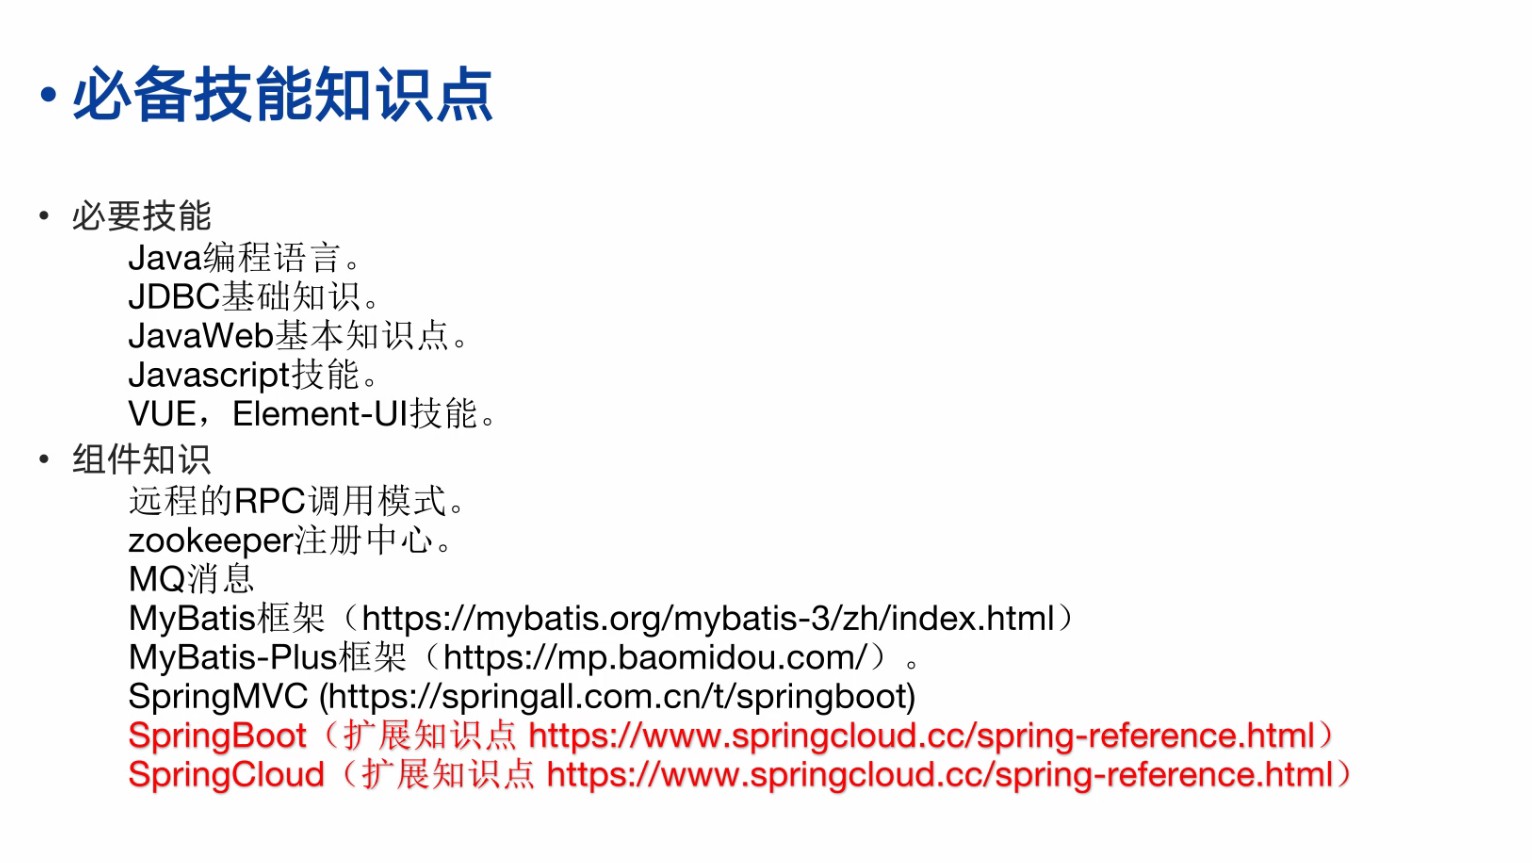 • 必备技能知识点
• 必要技能
Java编程语言。
JDBC基础知识。
JavaWeb基本知识点。
Javascript技能。
VUE，Element-UI技能。
• 组件知识
远程的RPC调用模式。
zookeeper注册中心。
MQ消息
MyBatis框架（https://mybatis.org/mybatis-3/zh/index.html）
MyBatis-Plus框架（https://mp.baomidou.com/）。
SpringMVC (https://springall.com.cn/t/springboot)
SpringBoot（扩展知识点 https://www.springcloud.cc/spring-reference.html）
SpringCloud（扩展知识点 https://www.springcloud.cc/spring-reference.html）